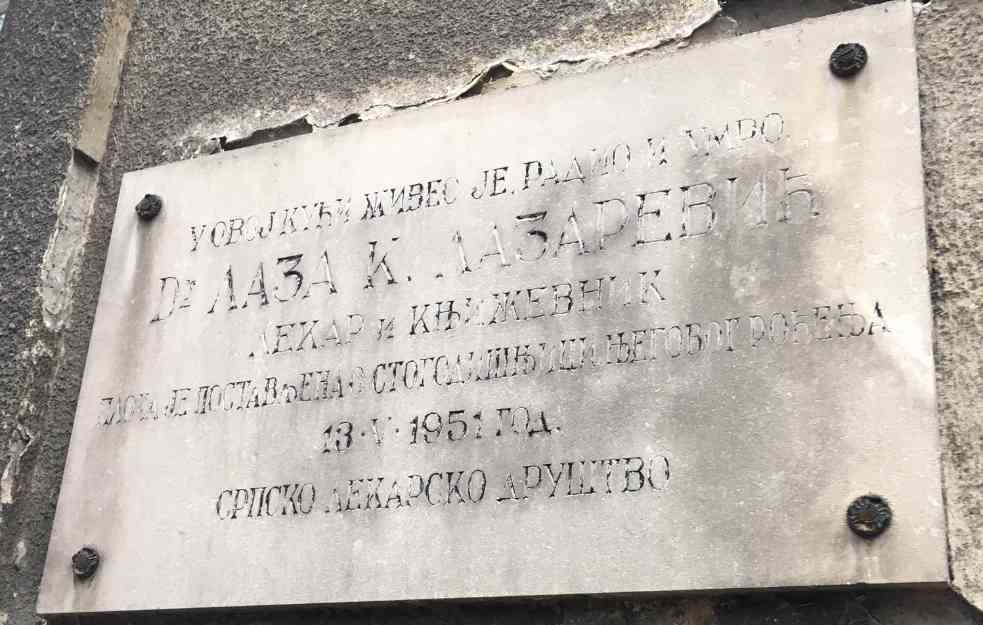 У ОВОЈ КУЋИ ЖИВЕО ЈЕ, РАДИО И УМРО
Dr ЛАЗА К. ЛАЗАРЕВИЋ
ЛЕКАР И КЊИЖЕВНИК
ПЛОЧА ЈЕ ПОСТАВЉЕНА О СТОГОДИШЊИЦИ ЊЕГОВОГ РОЂЕЊА
13·V·1951 ГОД.
СРПСКО ЛЕКАРСКО ДРУШТВО